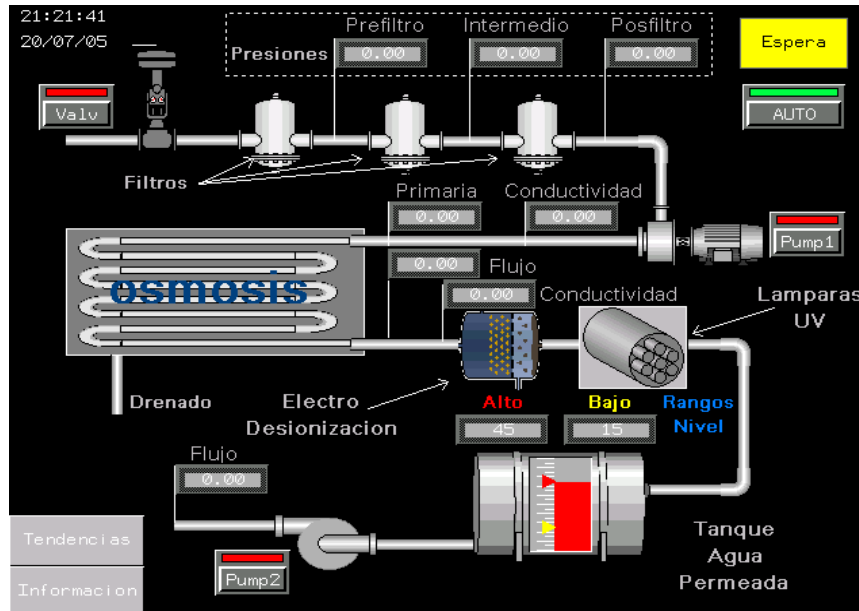 21:21:41
20/07/05
Prefiltro Intermedio Posfiltro
Presiones 0.00 0.00 0.00
Espera
Valv
AUTO
Filtros
Primaria Conductividad
0.00 0.00
Pump1
0.00 Flujo
osmosis
0.00 Conductividad
Lamparas
UV
Drenado
Electro
Desionizacion
Alto Bajo Rangos
Nivel
45 15
Flujo
0.00
Tendencias
Informacion
Pump2
Tanque
Agua
Permeada